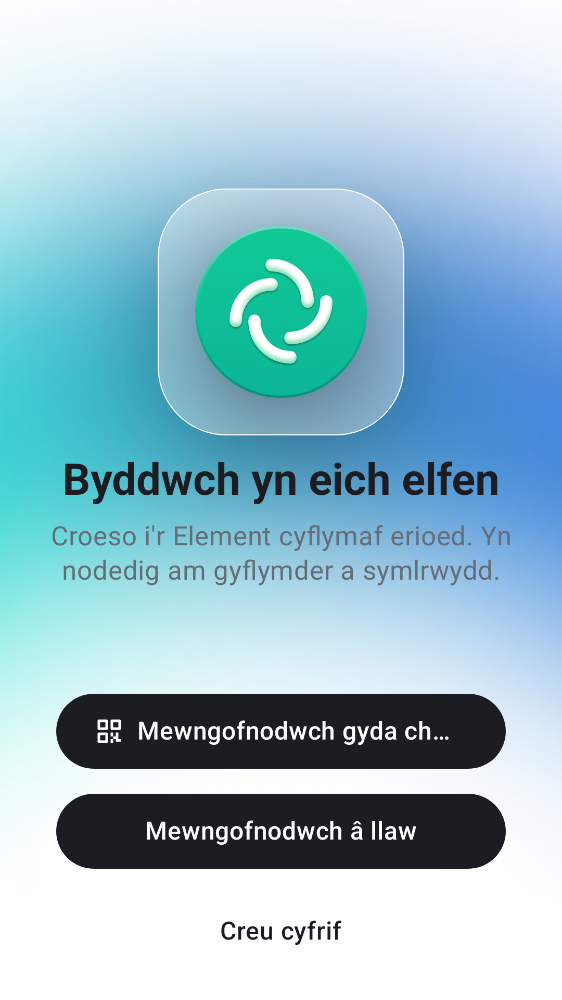 Byddwch yn eich elfen
Croeso i'r Element cyflymaf erioed. Yn
nodedig am gyflymder a symlrwydd.
Mewngofnodwch gyda ch…
Mewngofnodwch â llaw
Creu cyfrif